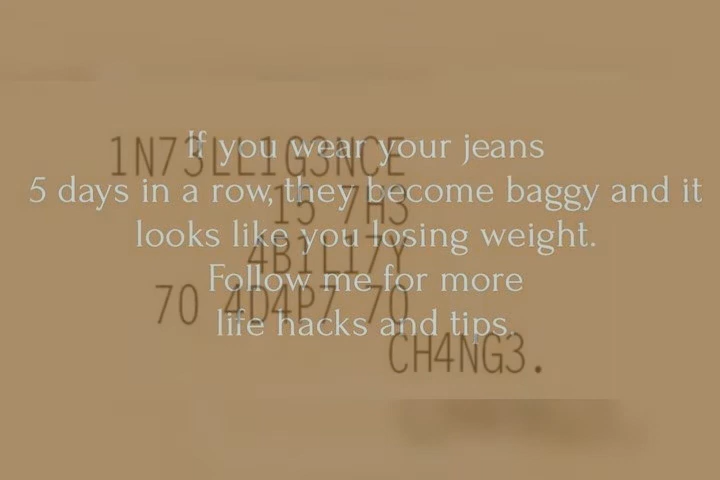 If you wear your jeans
5 days in a row, they become baggy and it
looks like you losing weight.
Follow me for more
life hacks and tips.
1N73LL1G3NCE
15 7H3
4B1L17Y
70 4D4P7 70
CH4NG3.